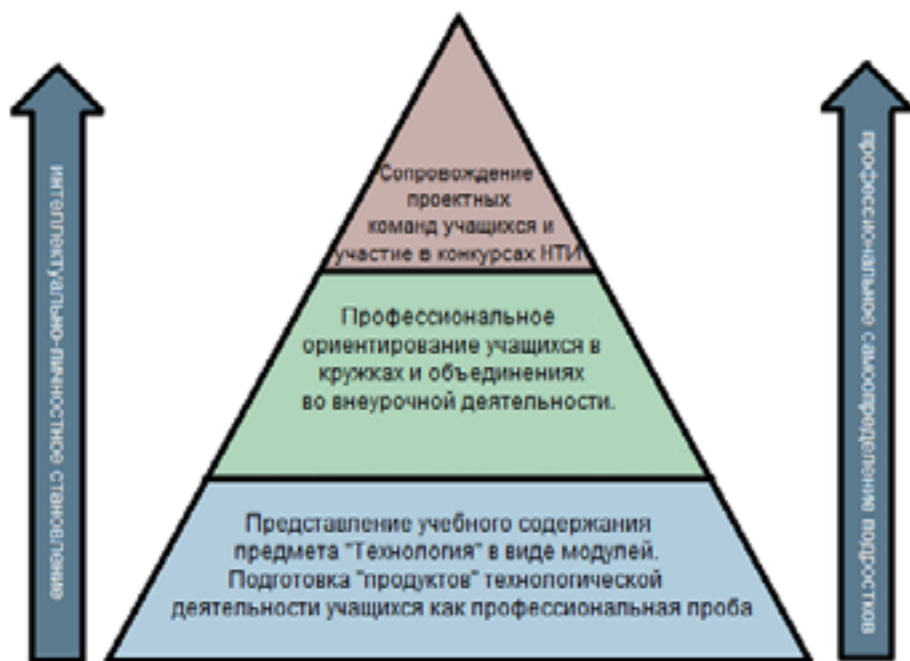 интеллектуально-личностное становление
Сопровождение
проектных
команд учащихся и
участие в конкурсах НТИ
Профессиональное
ориентирование учащихся в
кружках и объединениях
во внеурочной деятельности.
Представление учебного содержания
предмета "Технология" в виде модулей.
Подготовка "продуктов" технологической
деятельности учащихся как профессиональная проба
профессиональное самоопределение подростков